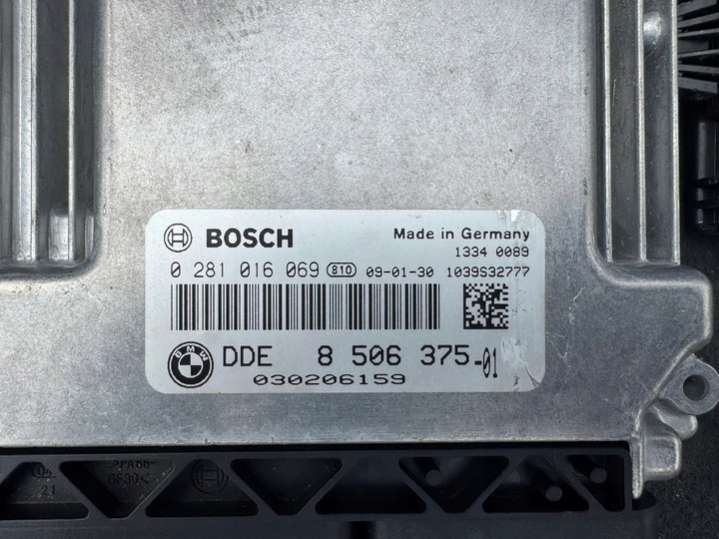 BOSCH
Made in Germany
1334 0089
0 281 016 069 810 09-01-30 1039S32777
BMW DDE 8 506 375-01
030206159